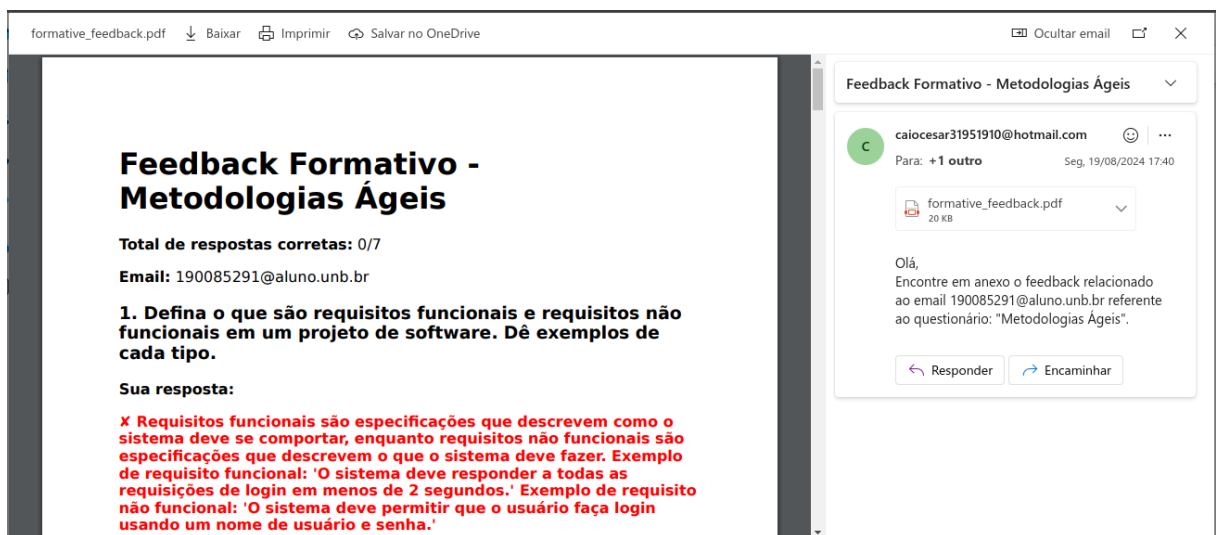 formative_feedback.pdf Baixar Imprimir Salvar no OneDrive Ocultar email
Feedback Formativo -
Metodologias Ágeis
Total de respostas corretas: 0/7
Email: 190085291@aluno.unb.br
1. Defina o que são requisitos funcionais e requisitos não
funcionais em um projeto de software. Dê exemplos de
cada tipo.
Sua resposta:
✘ Requisitos funcionais são especificações que descrevem como o
sistema deve se comportar, enquanto requisitos não funcionais são
especificações que descrevem o que o sistema deve fazer. Exemplo
de requisito funcional: 'O sistema deve responder a todas as
requisições de login em menos de 2 segundos.' Exemplo de requisito
não funcional: 'O sistema deve permitir que o usuário faça login
usando um nome de usuário e senha.'
Feedback Formativo - Metodologias Ágeis
C
caiocesar31951910@hotmail.com
Para: +1 outro Seg, 19/08/2024 17:40
formative_feedback.pdf
20 KB
Olá,
Encontre em anexo o feedback relacionado
ao email 190085291@aluno.unb.br referente
ao questionário: "Metodologias Ágeis".
Responder Encaminhar